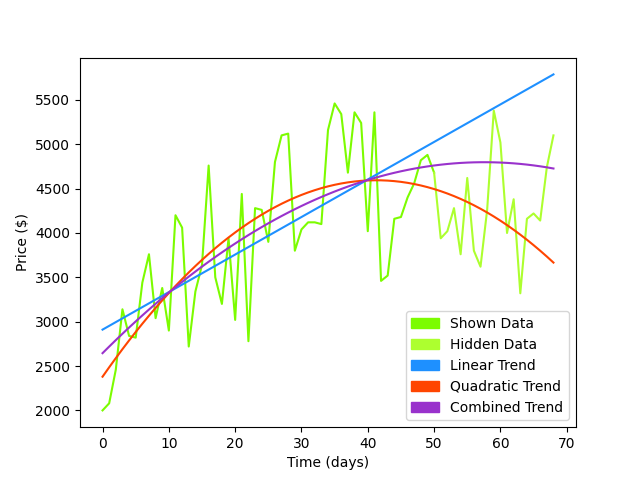 5500
5000
4500
4000
3500
3000
2500
2000
Price ($)
0 10 20 30 40 50 60 70
Time (days)
Shown Data
Hidden Data
Linear Trend
Quadratic Trend
Combined Trend